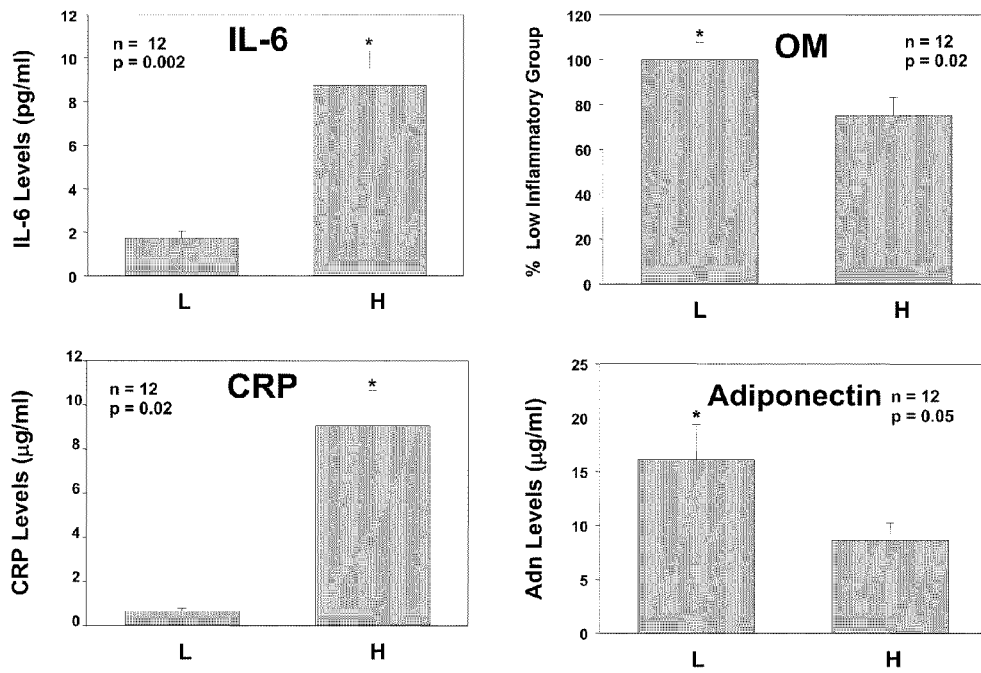 IL-6
n = 12
p = 0.002
*
IL-6 Levels (pg/ml)
12
10
8
6
4
2
0
L
H
OM
n = 12
p = 0.02
*
% Low Inflammatory Group
120
100
80
60
40
20
0
L
H
CRP
n = 12
p = 0.02
*
CRP Levels (µg/ml)
12
10
8
6
4
2
0
L
H
Adiponectin
n = 12
p = 0.05
*
Adn Levels (µg/ml)
25
20
15
10
5
0
L
H